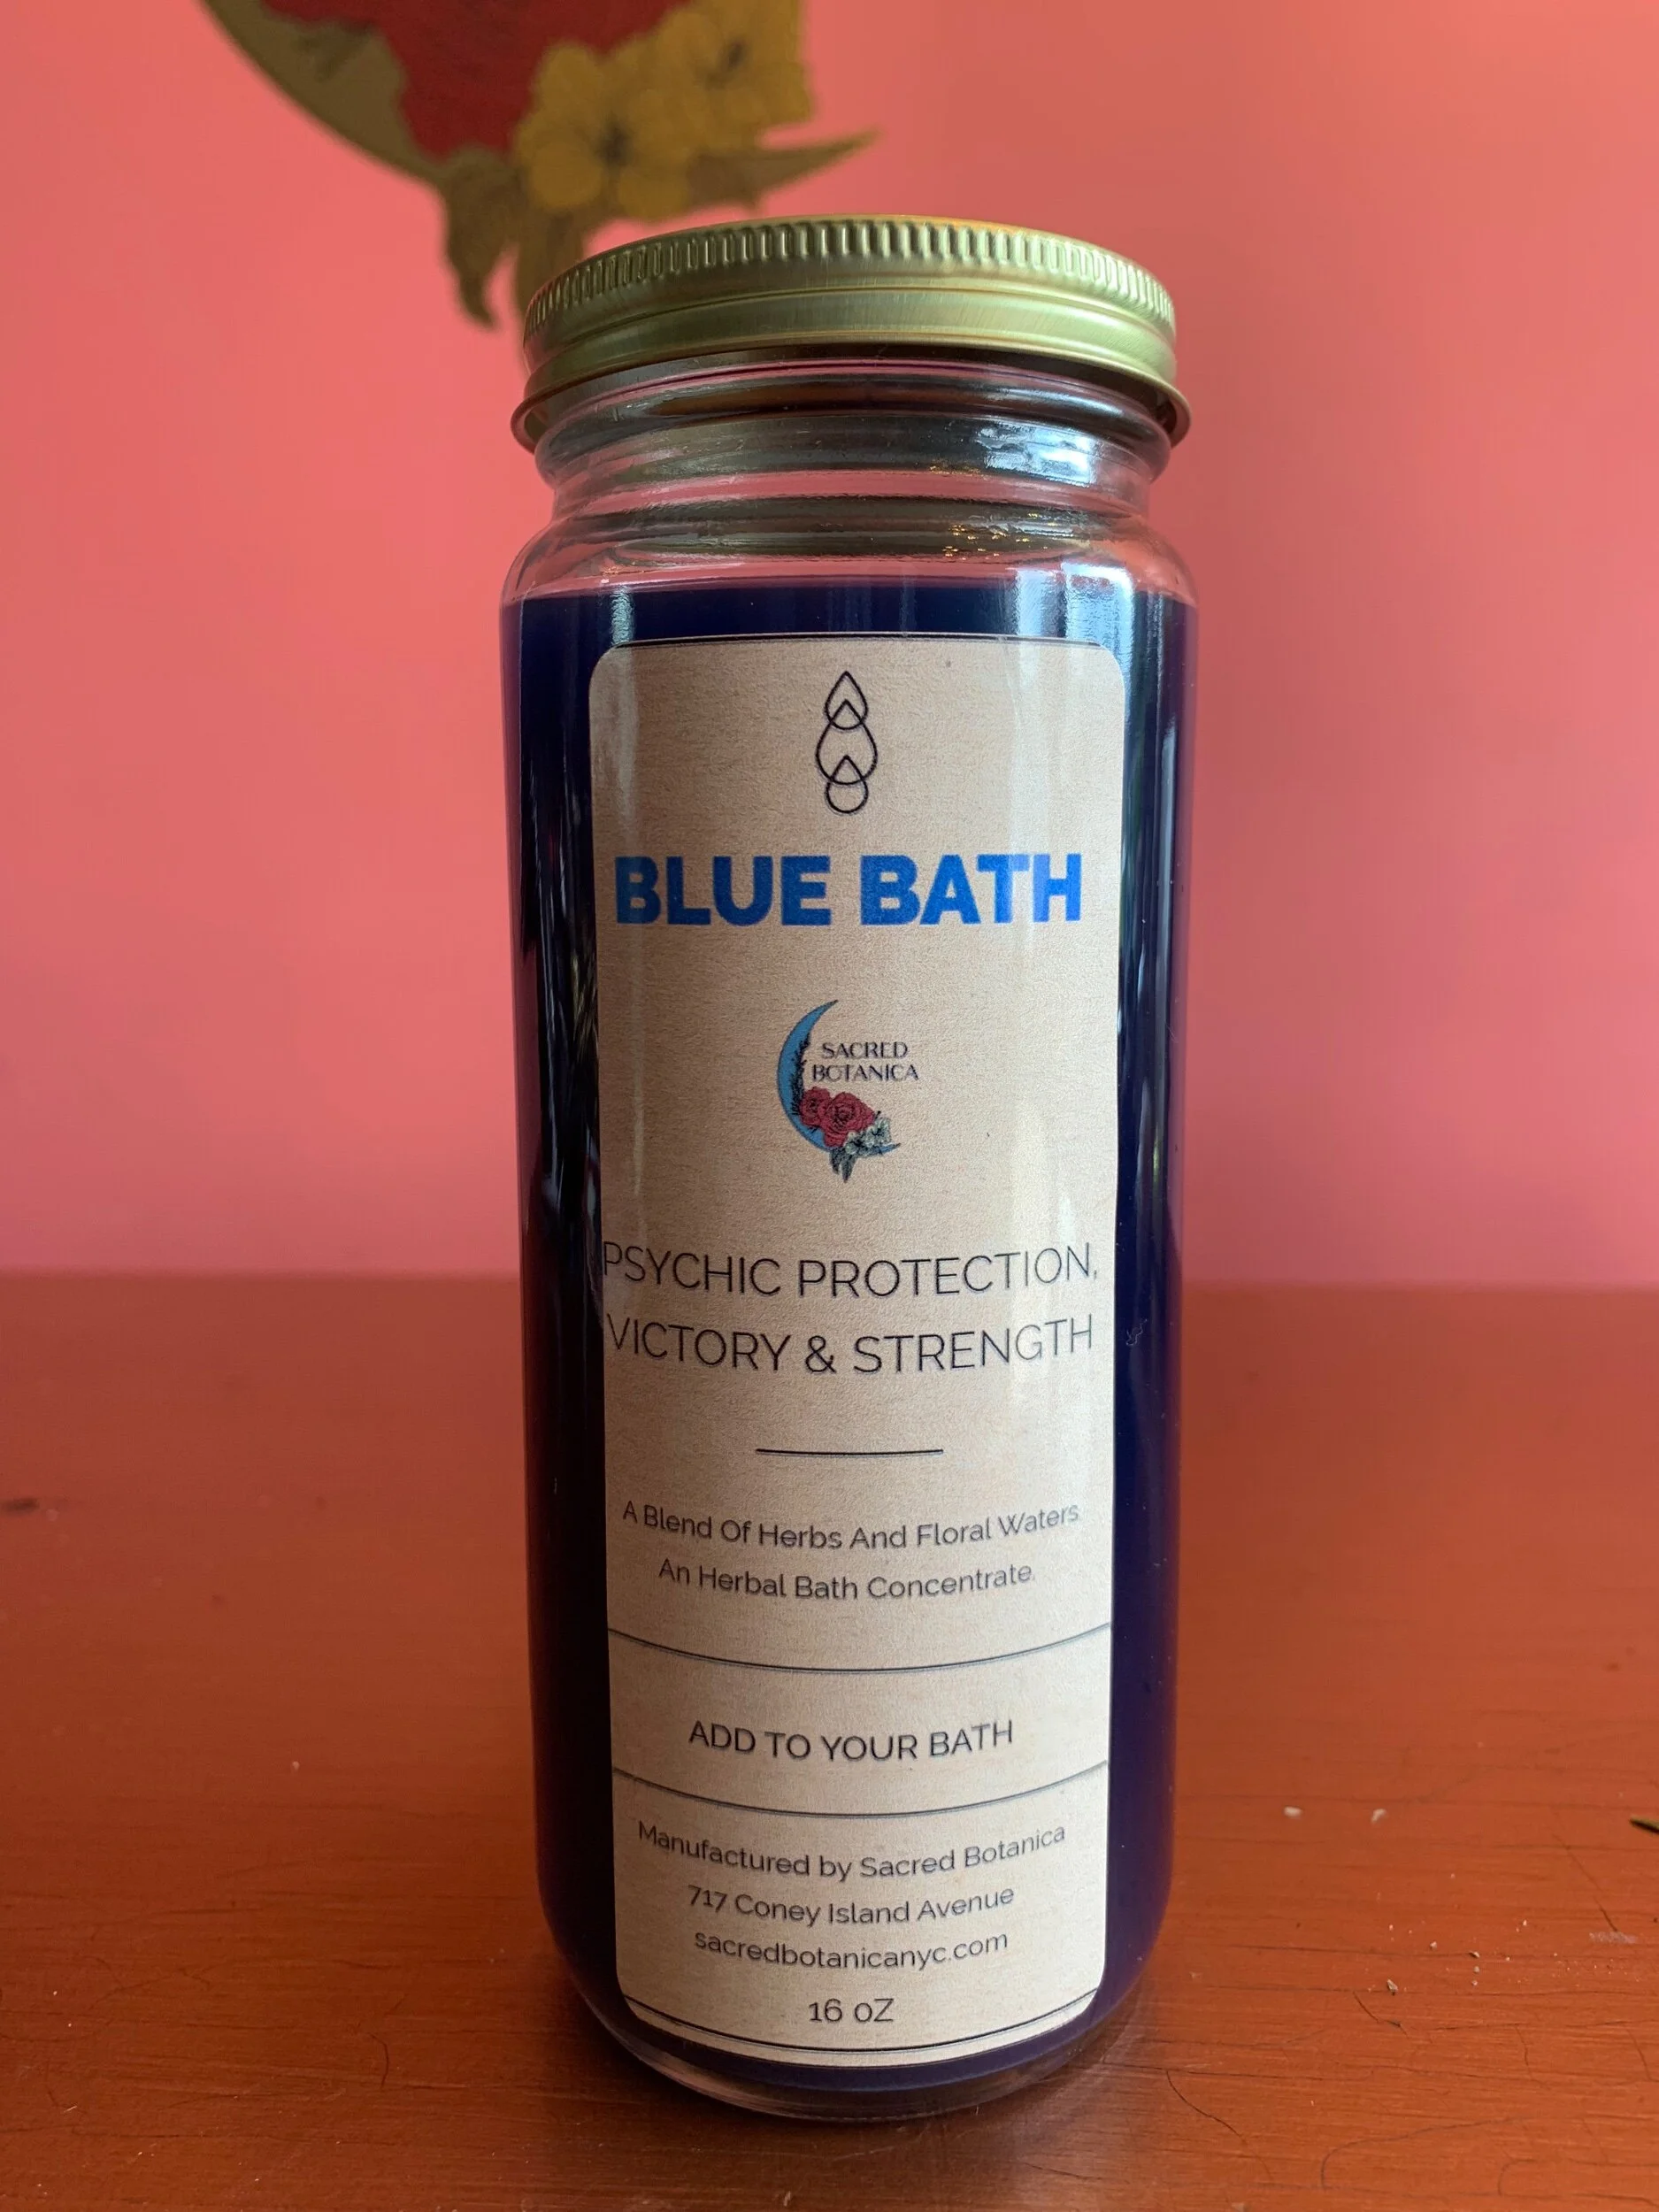 BLUE BATH
SACRED
BOTANICA
PSYCHIC PROTECTION,
VICTORY & STRENGTH
A Blend Of Herbs And Floral Waters
An Herbal Bath Concentrate.
ADD TO YOUR BATH
Manufactured by Sacred Botanica
717 Coney Island Avenue
sacredbotanicanyc.com
16 oZ